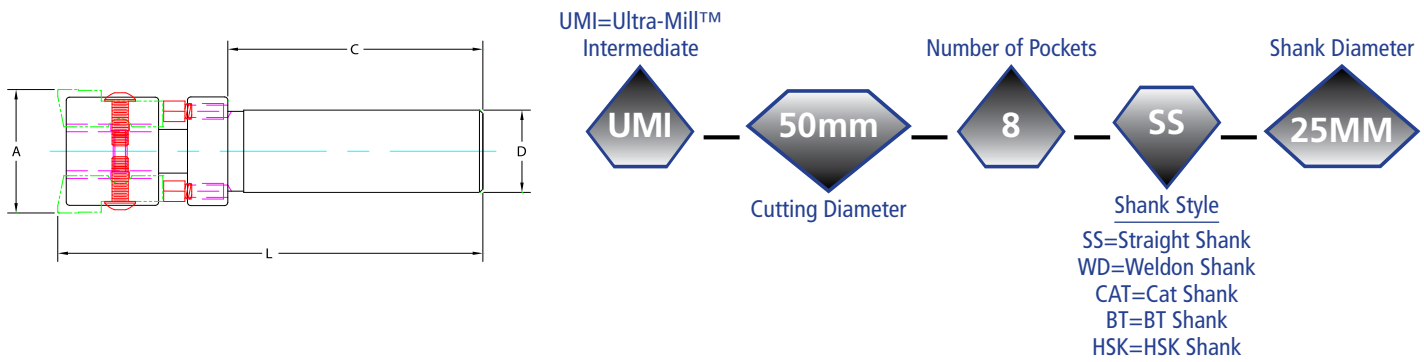 C
A
D
L
UMI=Ultra-Mill™
Intermediate
Number of Pockets
Shank Diameter
UMI — 50mm — 8 — SS — 25MM
Cutting Diameter
Shank Style
SS=Straight Shank
WD=Weldon Shank
CAT=Cat Shank
BT=BT Shank
HSK=HSK Shank